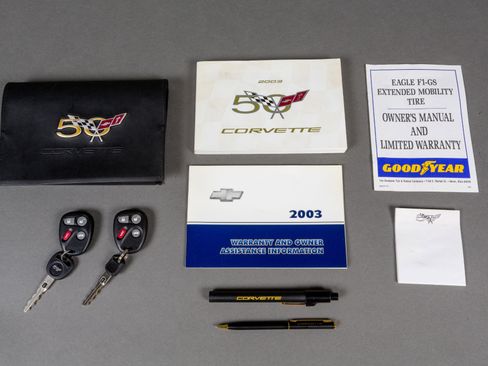 50
CORVETTE
2003
50
CORVETTE
EAGLE F1-GS
EXTENDED MOBILITY
TIRE
OWNER'S MANUAL
AND
LIMITED WARRANTY
GOODYEAR
2003
WARRANTY AND OWNER
ASSISTANCE INFORMATION
CORVETTE